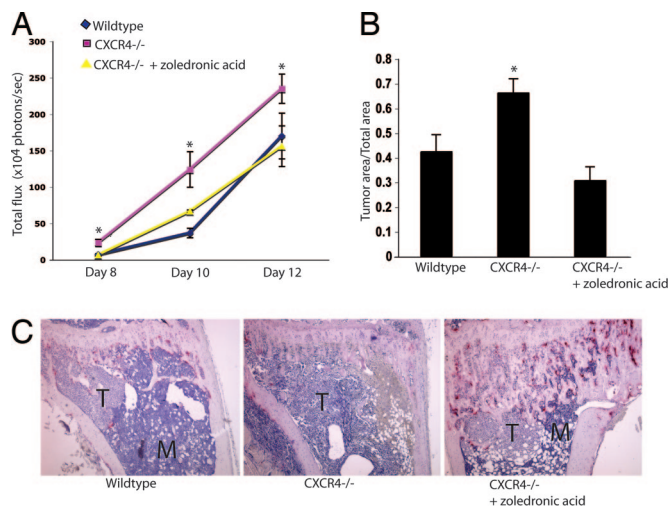 A
Wildtype
CXCR4-/-
CXCR4-/- + zoledronic acid
Total flux (x10⁴ photons/sec)
300
250
200
150
100
50
0
*
*
*
Day 8
Day 10
Day 12
B
Tumor area/Total area
0.8
0.7
0.6
0.5
0.4
0.3
0.2
0.1
0
*
Wildtype
CXCR4-/-
CXCR4-/-
+ zoledronic acid
C
T
M
T
T
M
Wildtype
CXCR4-/-
CXCR4-/-
+ zoledronic acid